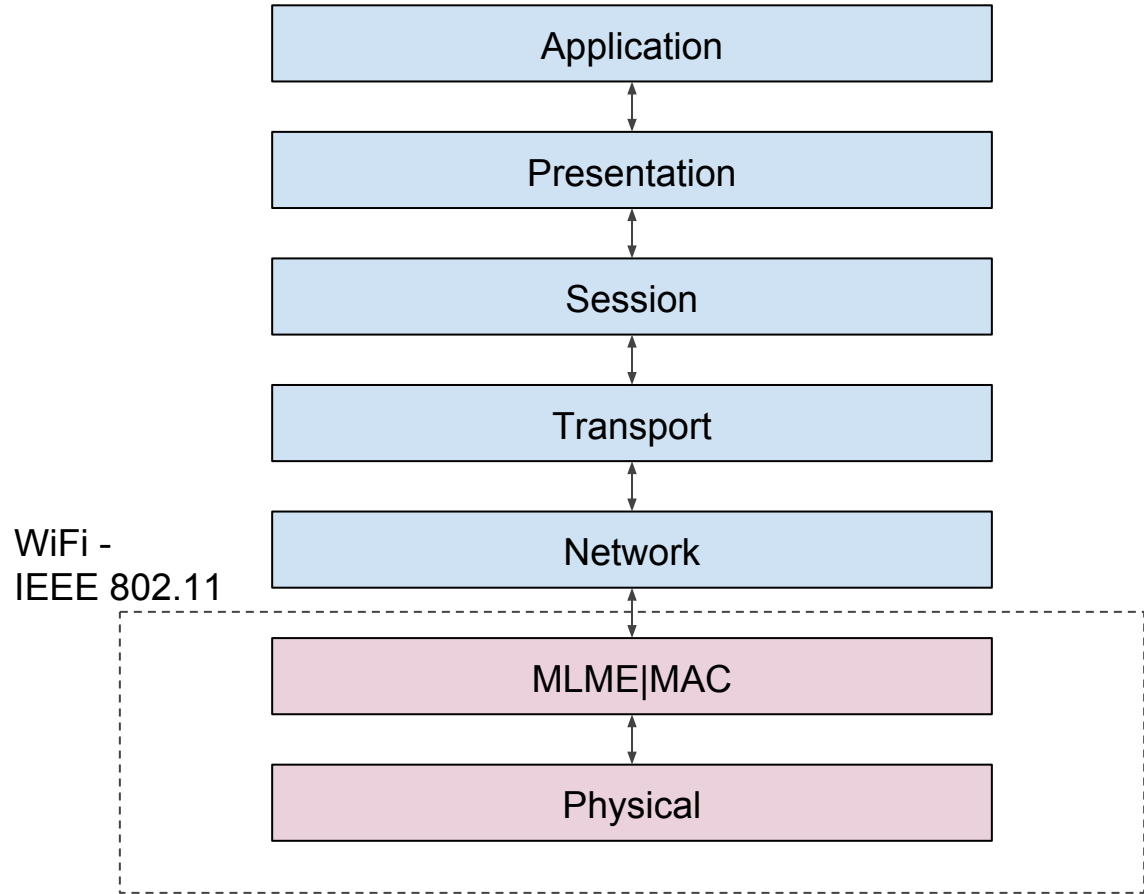 Application
Presentation
Session
Transport
WiFi -
IEEE 802.11
Network
MLME|MAC
Physical